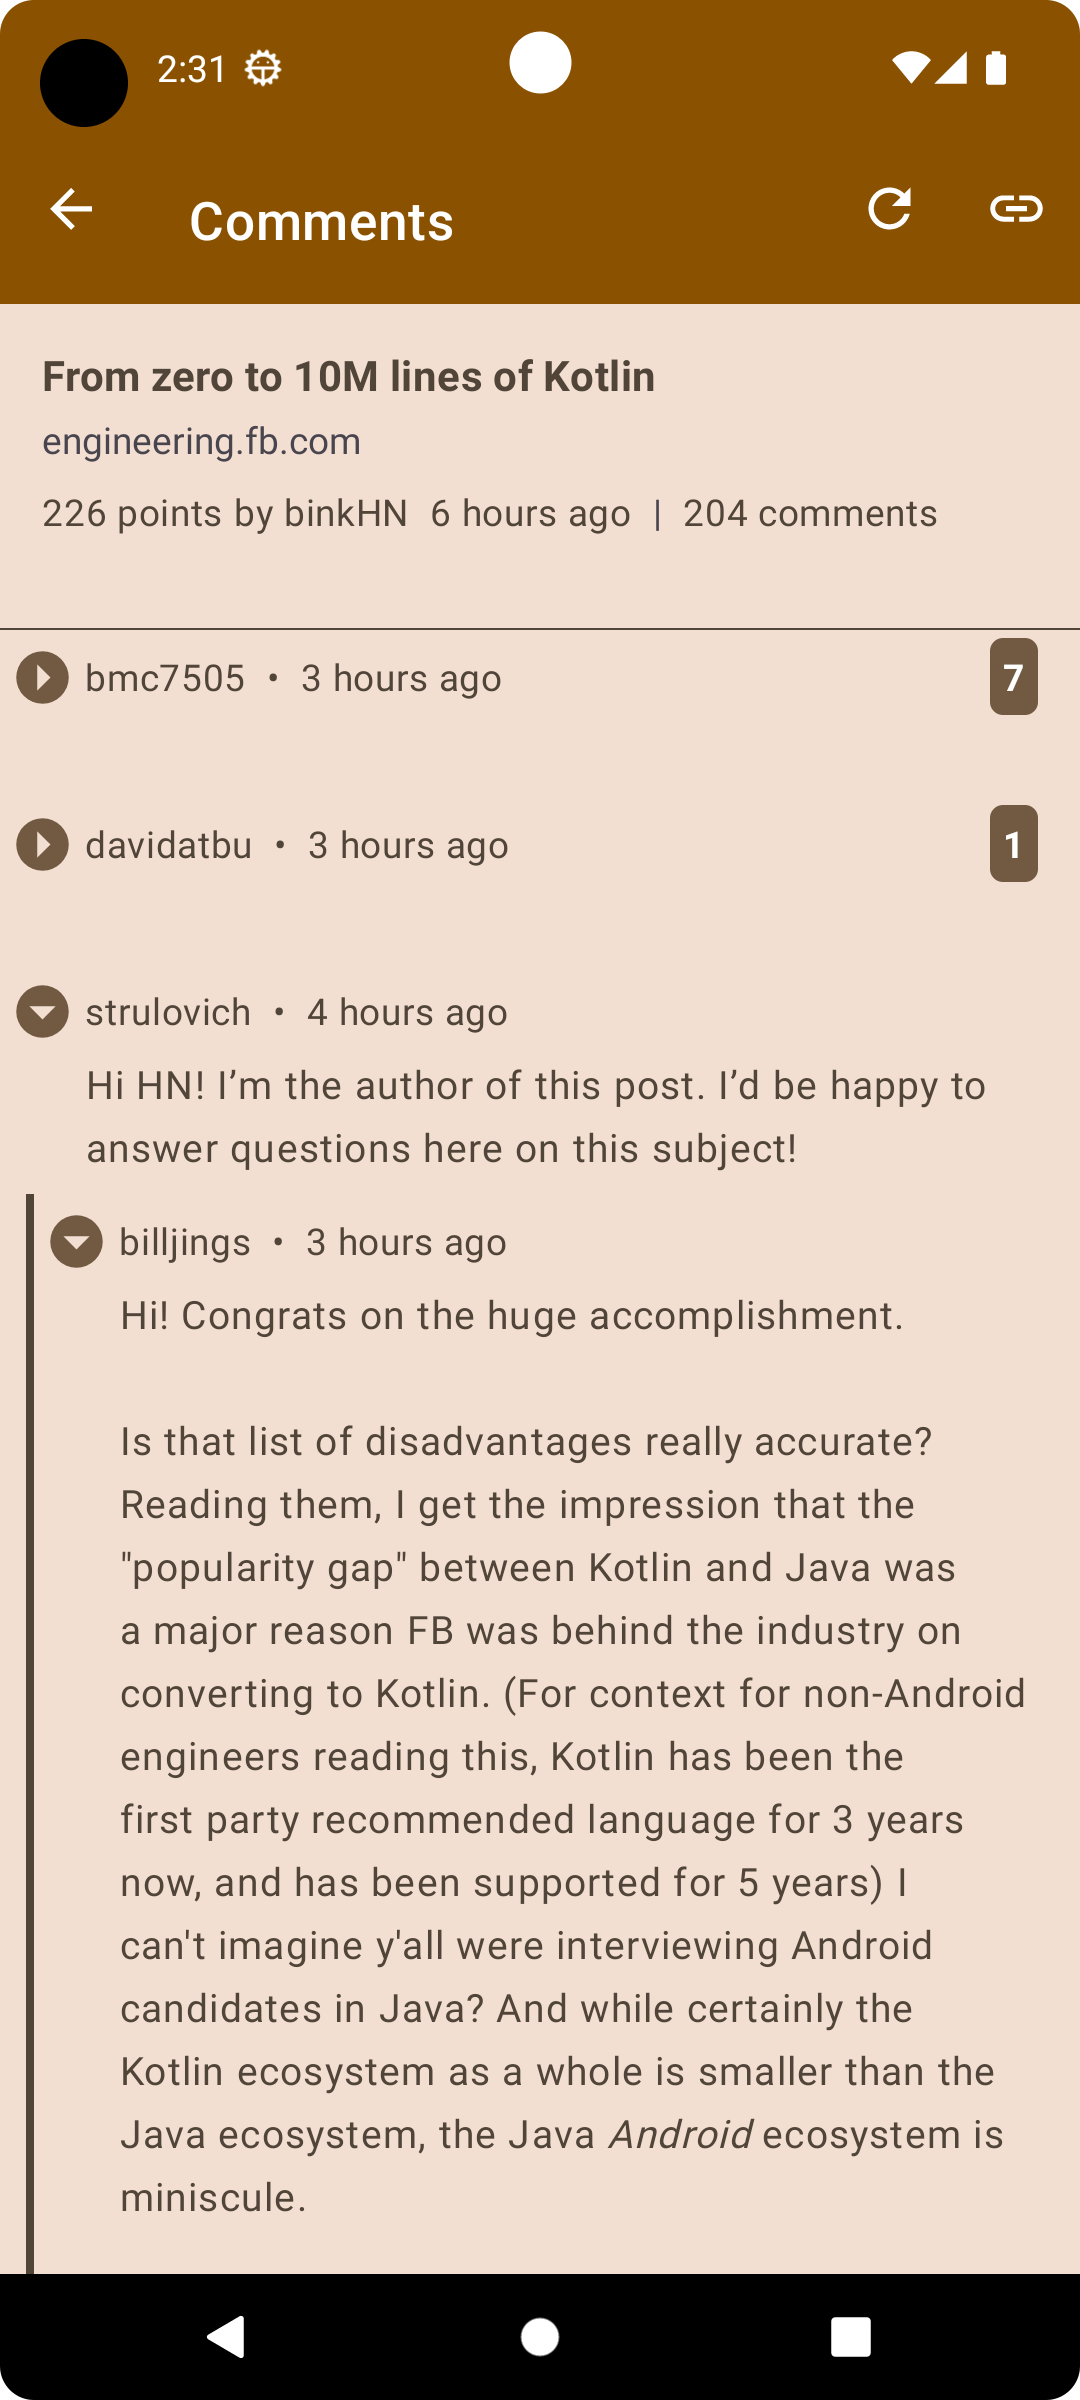 2:31
Comments
From zero to 10M lines of Kotlin
engineering.fb.com
226 points by binkHN 6 hours ago | 204 comments
bmc7505 • 3 hours ago 7
davidatbu • 3 hours ago 1
strulovich • 4 hours ago
Hi HN! I’m the author of this post. I’d be happy to
answer questions here on this subject!
billjings • 3 hours ago
Hi! Congrats on the huge accomplishment.
Is that list of disadvantages really accurate?
Reading them, I get the impression that the
"popularity gap" between Kotlin and Java was
a major reason FB was behind the industry on
converting to Kotlin. (For context for non-Android
engineers reading this, Kotlin has been the
first party recommended language for 3 years
now, and has been supported for 5 years) I
can't imagine y'all were interviewing Android
candidates in Java? And while certainly the
Kotlin ecosystem as a whole is smaller than the
Java ecosystem, the Java Android ecosystem is
miniscule.